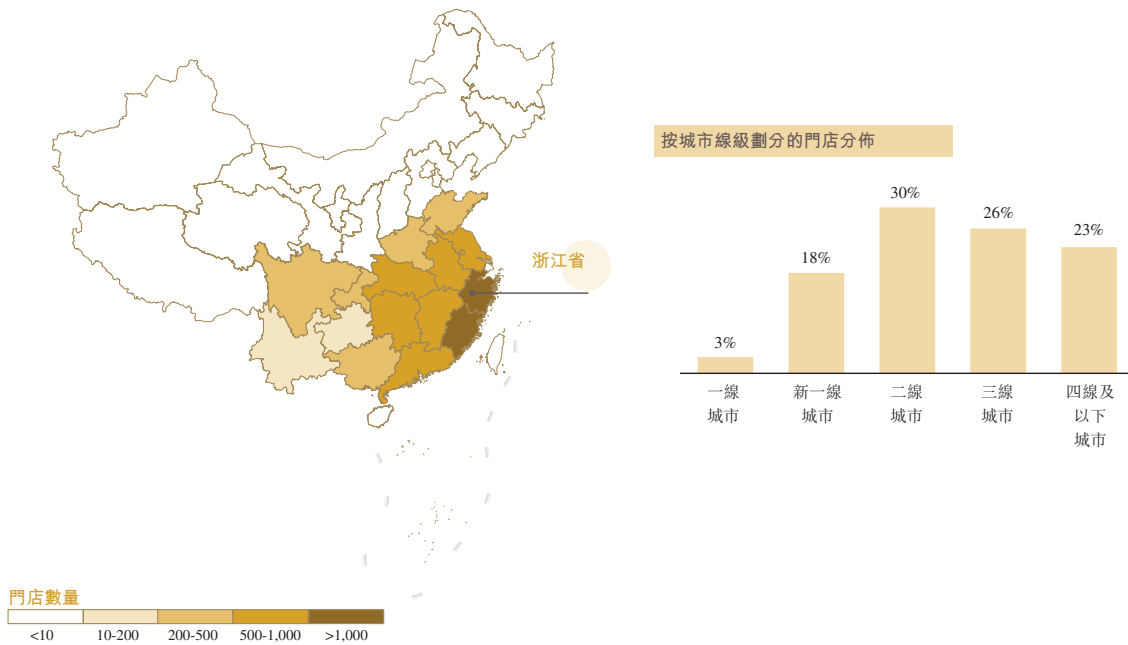 浙江省
門店數量
<10 10-200 200-500 500-1,000 >1,000
按城市線級劃分的門店分佈
3% 18% 30% 26% 23%
一線 新一線 二線 三線 四線及
城市 城市 城市 城市 以下
城市